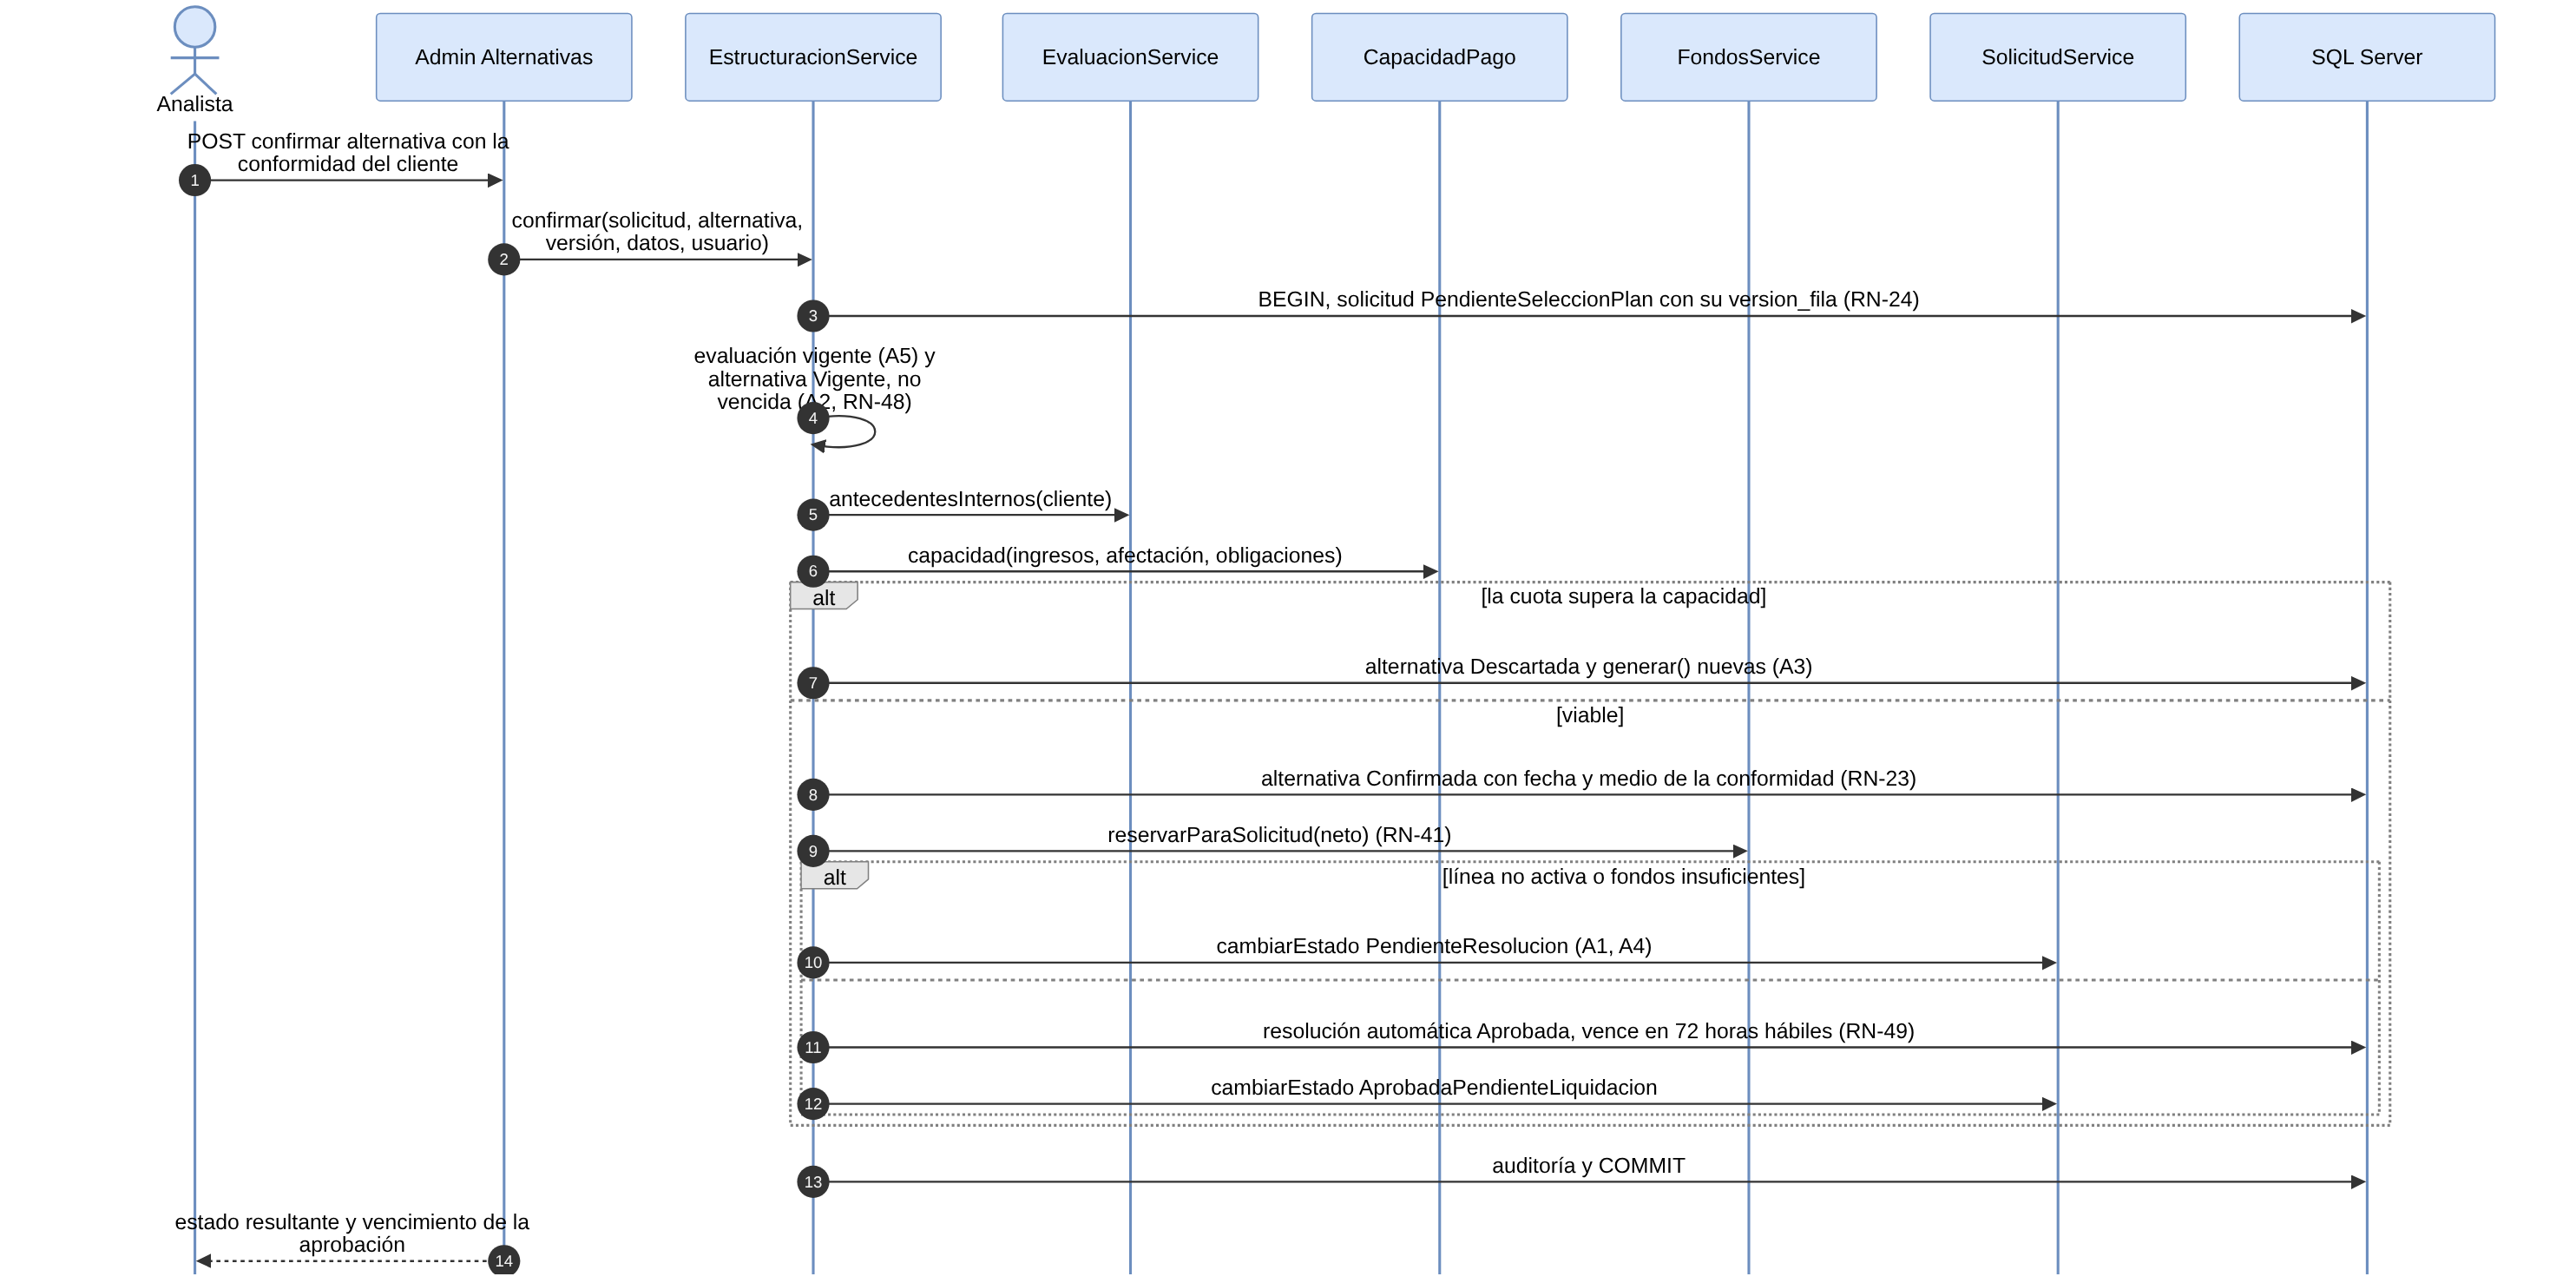 Analista
Admin Alternativas
EstructuracionService
EvaluacionService
CapacidadPago
FondosService
SolicitudService
SQL Server
POST confirmar alternativa con la
conformidad del cliente
1
confirmar(solicitud, alternativa,
versión, datos, usuario)
2
BEGIN, solicitud PendienteSeleccionPlan con su version_fila (RN-24)
3
evaluación vigente (A5) y
alternativa Vigente, no
vencida (A2, RN-48)
4
antecedentesInternos(cliente)
5
capacidad(ingresos, afectación, obligaciones)
6
alt
[la cuota supera la capacidad]
alternativa Descartada y generar() nuevas (A3)
7
[viable]
alternativa Confirmada con fecha y medio de la conformidad (RN-23)
8
reservarParaSolicitud(neto) (RN-41)
9
alt
[línea no activa o fondos insuficientes]
cambiarEstado PendienteResolucion (A1, A4)
10
resolución automática Aprobada, vence en 72 horas hábiles (RN-49)
11
cambiarEstado AprobadaPendienteLiquidacion
12
auditoría y COMMIT
13
estado resultante y vencimiento de la
aprobación
14